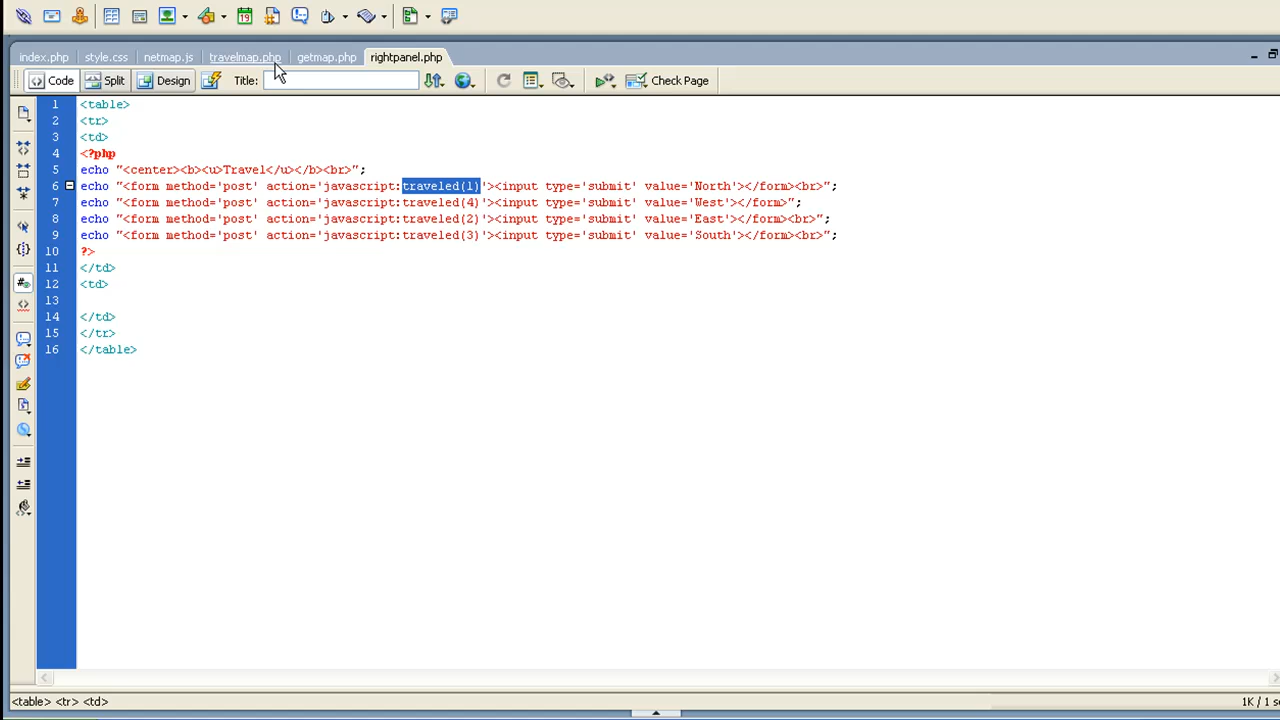 19
index.php style.css netmap.js travelmap.php getmap.php rightpanel.php
Code Split Design Title: Check Page
1 <table>
2 <tr>
3 <td>
4 <?php
5 echo "<center><b><u>Travel</u></b><br>";
6 echo "<form method='post' action='javascript:traveled(1)'><input type='submit' value='North'></form><br>";
7 echo "<form method='post' action='javascript:traveled(4)'><input type='submit' value='West'></form>";
8 echo "<form method='post' action='javascript:traveled(2)'><input type='submit' value='East'></form><br>";
9 echo "<form method='post' action='javascript:traveled(3)'><input type='submit' value='South'></form><br>";
10 ?>
11 </td>
12 <td>
13
14 </td>
15 </tr>
16 </table>
<table> <tr> <td> 1K / 1 s